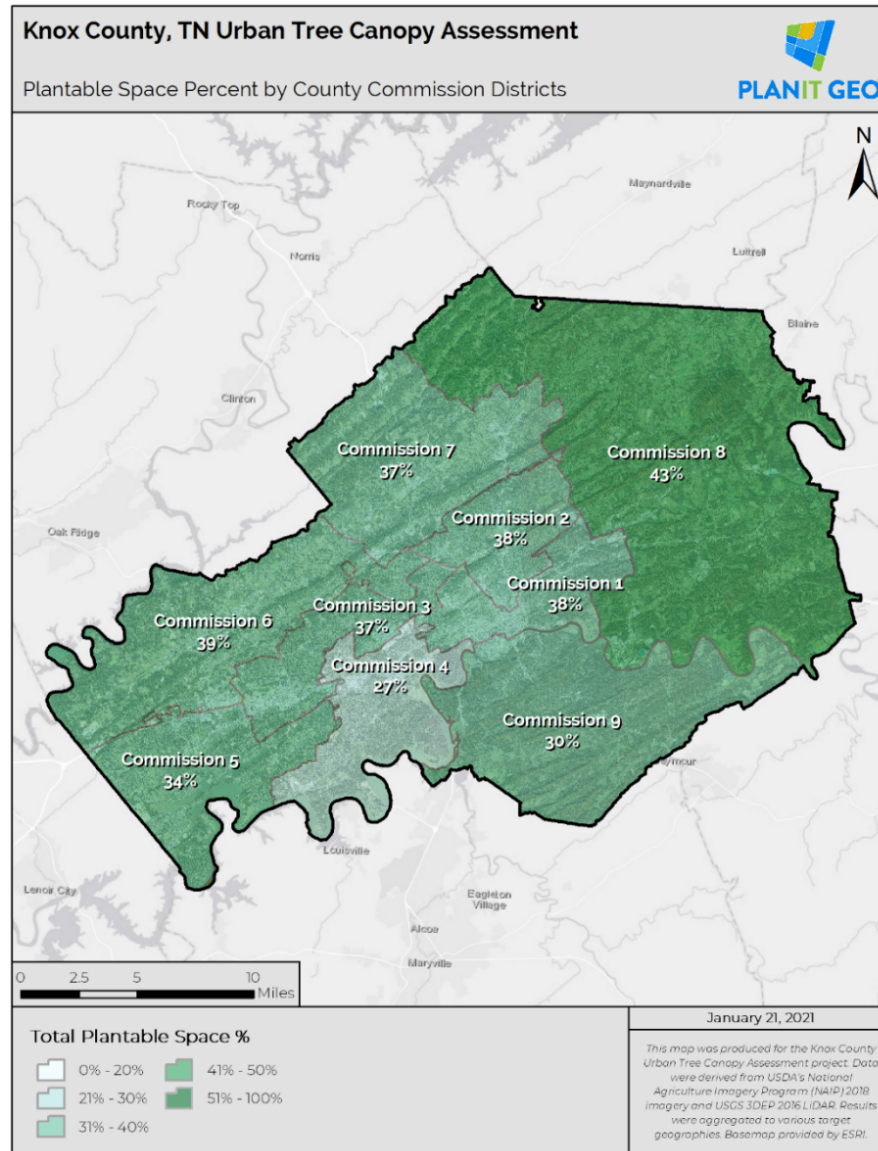 Knox County, TN Urban Tree Canopy Assessment
Plantable Space Percent by County Commission Districts
PLANIT GEO
N
Maynardville
Rocky Top
Luttrell
Norris
Blaine
Clinton
Commission 7
37%
Commission 8
43%
Commission 2
38%
Oak Ridge
Commission 1
38%
Commission 3
37%
Commission 6
39%
Commission 4
27%
Commission 9
30%
Commission 5
34%
ymour
Louisville
Lenoir City
Eagleton
Village
Alcoa
Maryville
0 2.5 5 10
Miles
Total Plantable Space %
0% - 20%
21% - 30%
31% - 40%
41% - 50%
51% - 100%
January 21, 2021
This map was produced for the Knox County
Urban Tree Canopy Assessment project. Data
were derived from USDA's National
Agriculture Imagery Program (NAIP) 2018
imagery and USGS 3DEP 2016 LiDAR. Results
were aggregated to various target
geographies. Basemap provided by ESRI.